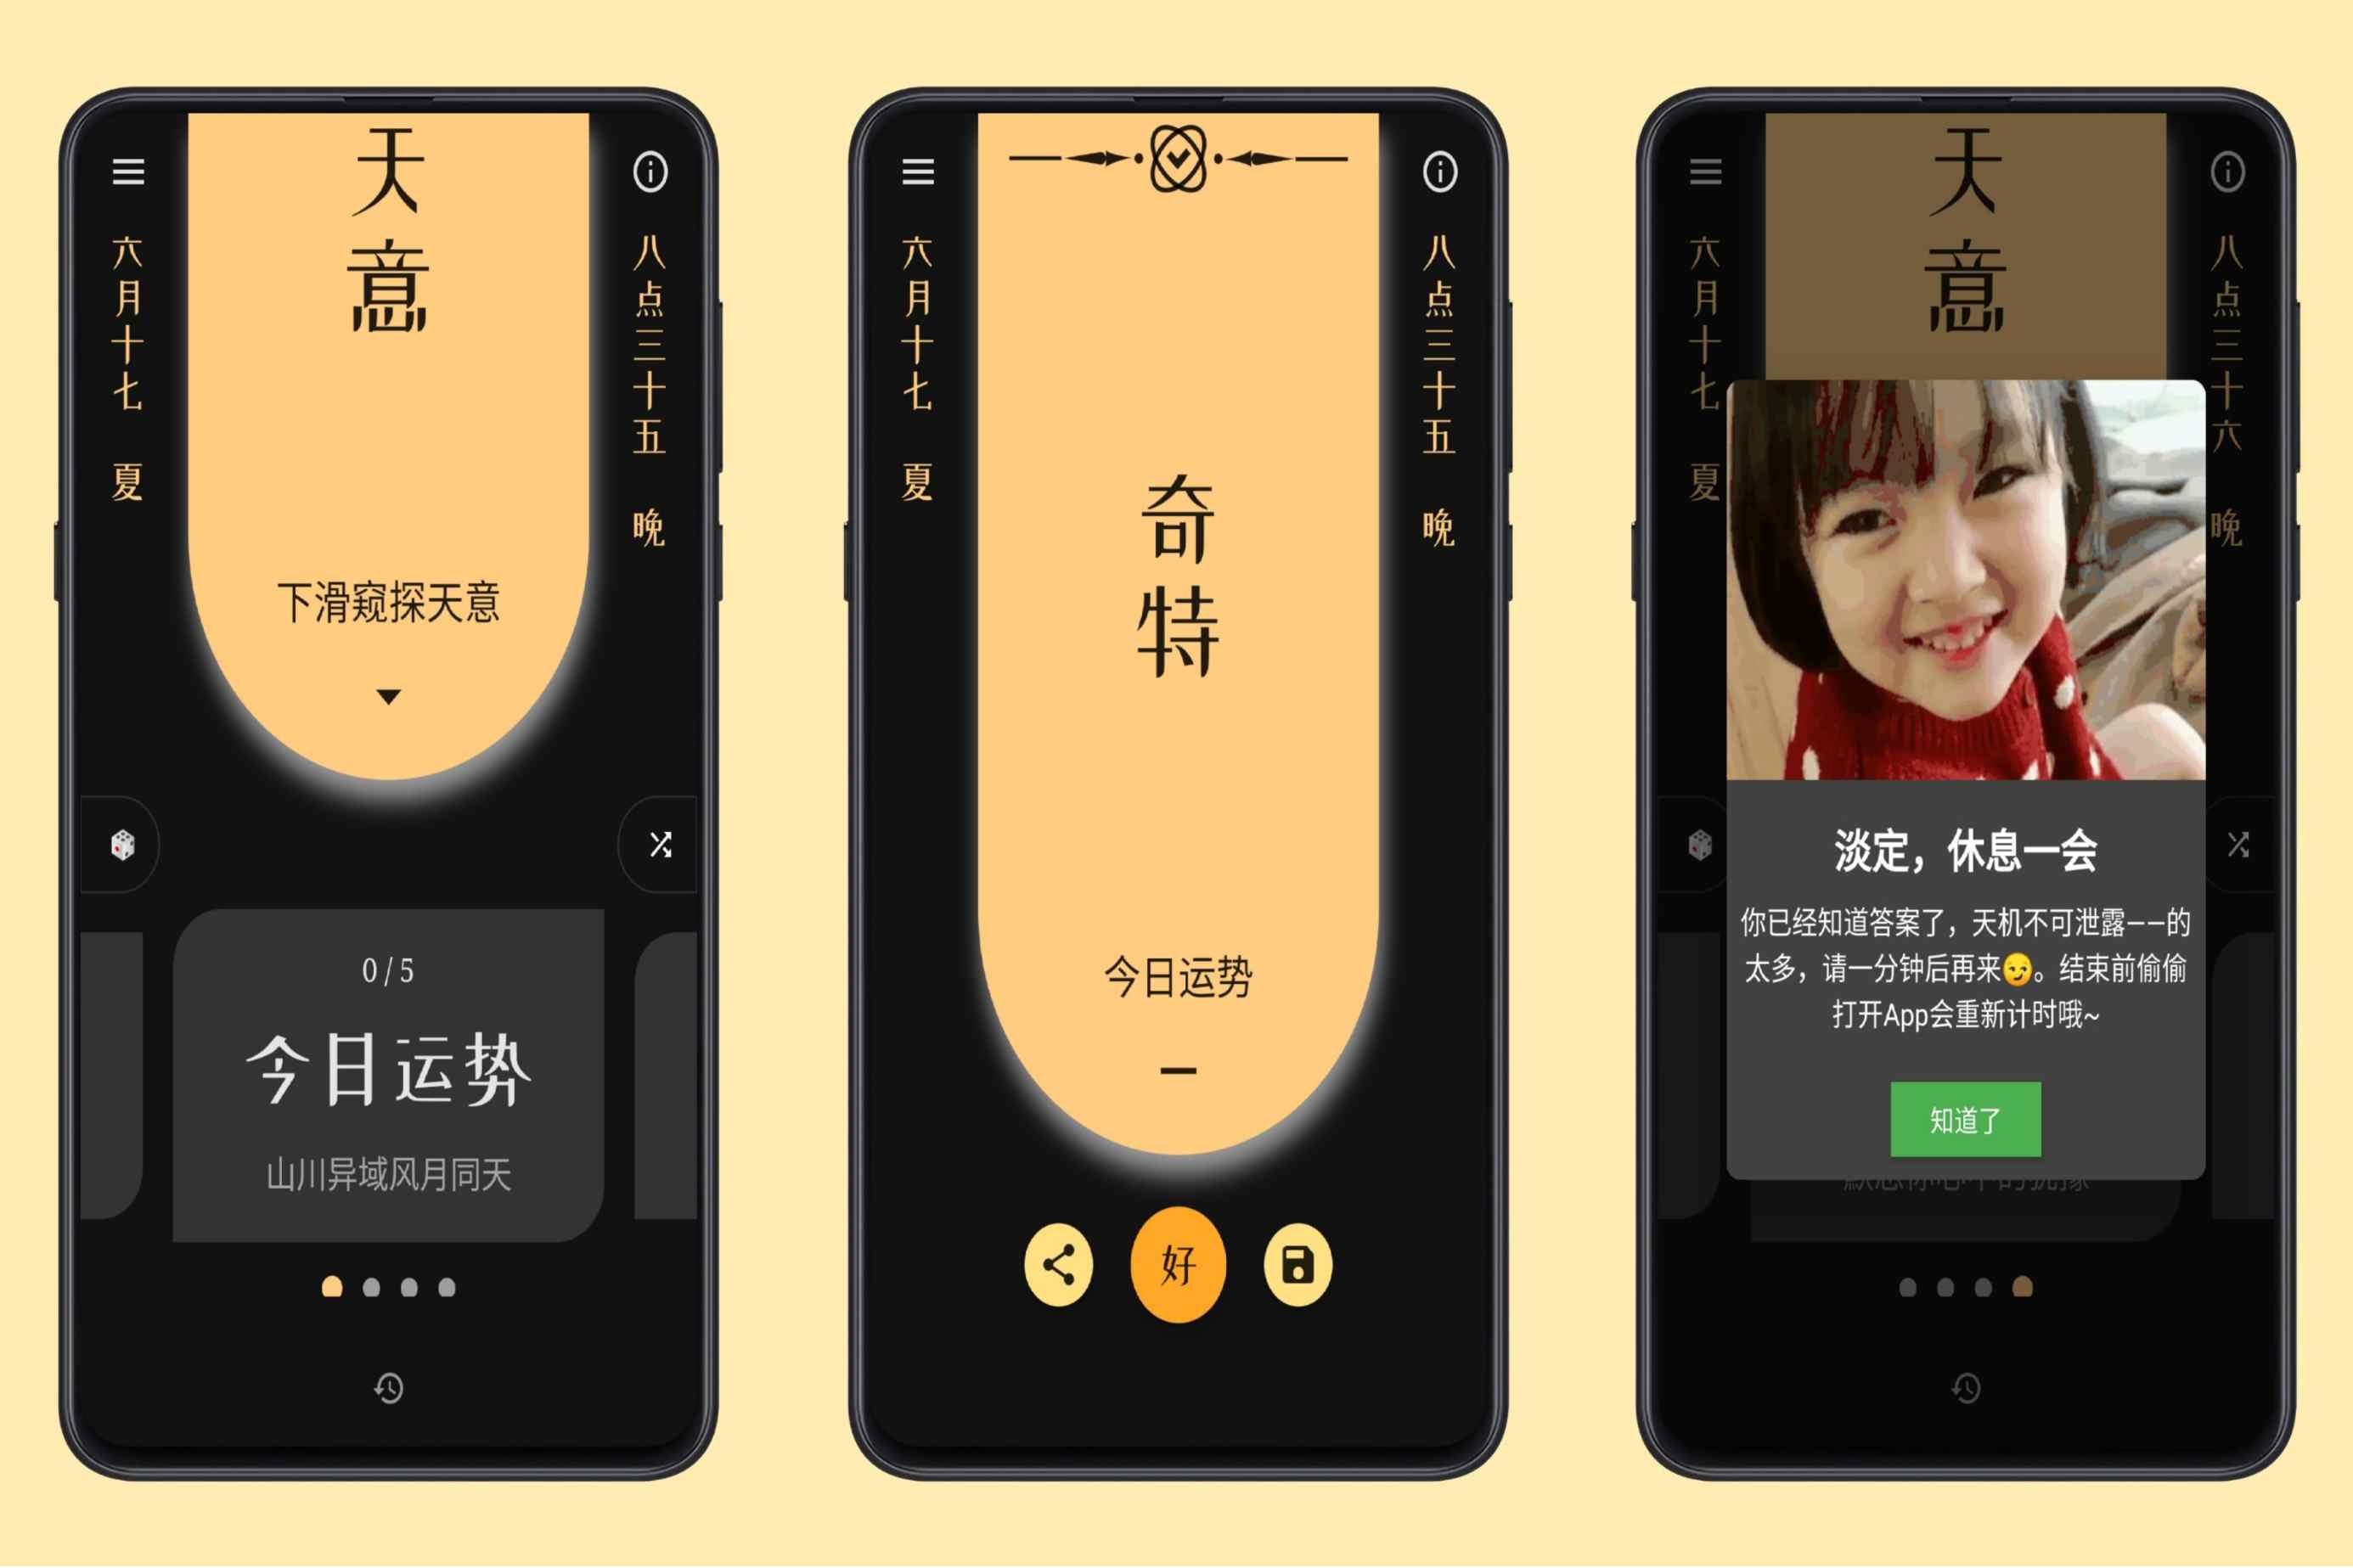 天意
六月十七 夏
八点三十五 晚
下滑窥探天意
0/5
今日运势
山川异域风月同天
六月十七 夏
八点三十五 晚
奇特
今日运势
好
天意
六月十七 夏
八点三十六 晚
淡定，休息一会
你已经知道答案了，天机不可泄露——的
太多，请一分钟后再来😏。结束前偷偷
打开App会重新计时哦~
知道了